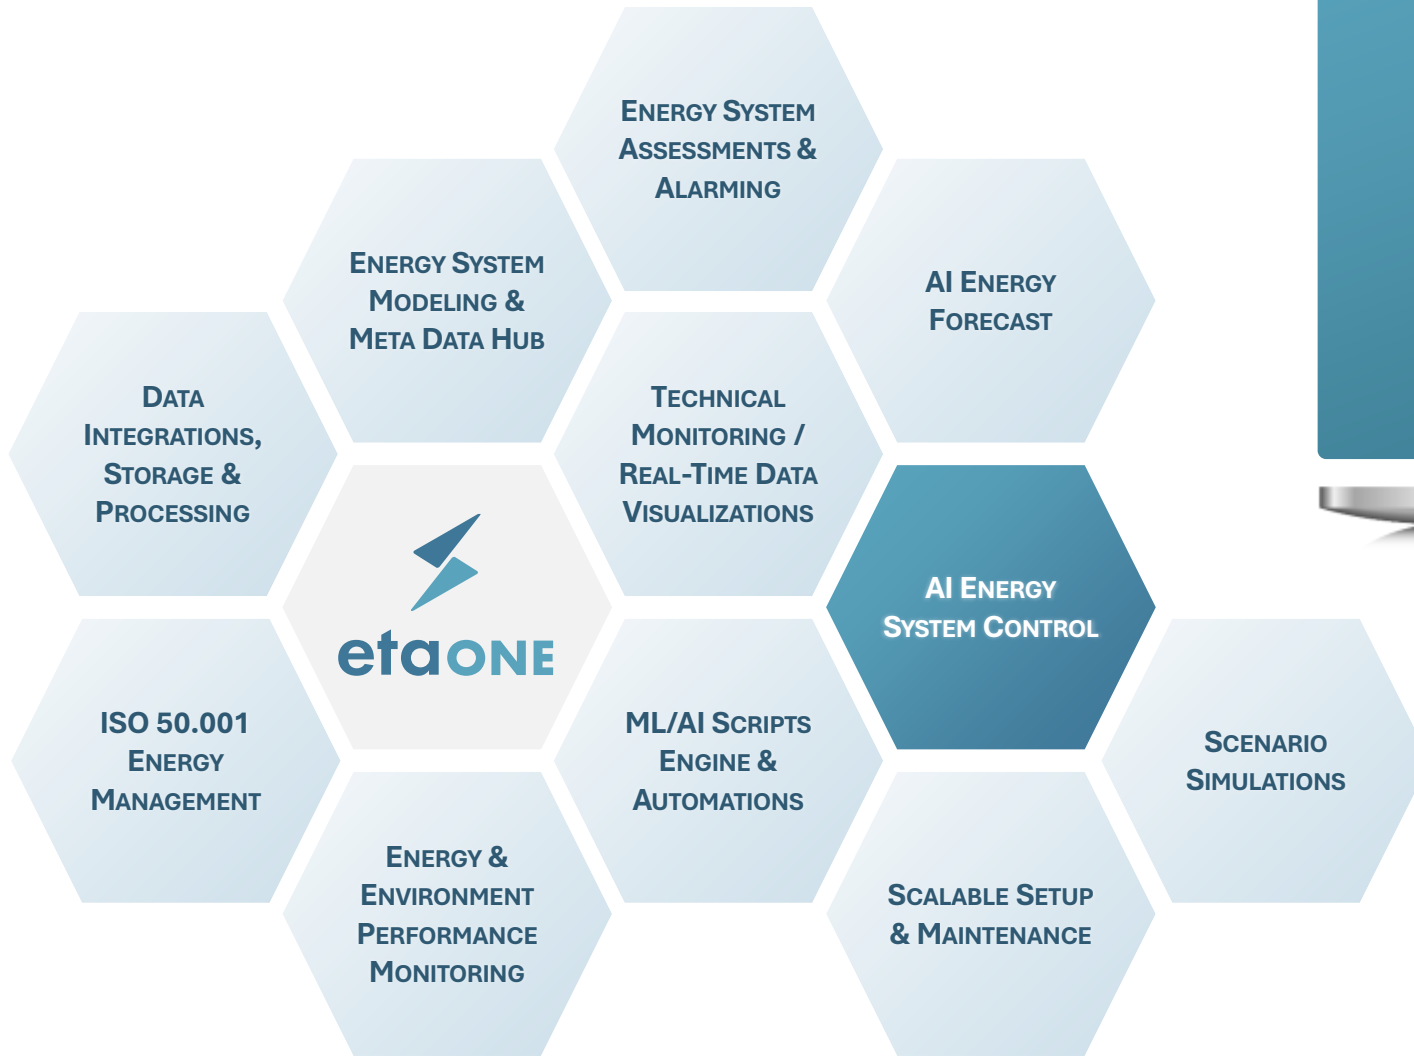 ENERGY SYSTEM
ASSESSMENTS &
ALARMING
ENERGY SYSTEM
MODELING &
META DATA HUB
AI ENERGY
FORECAST
DATA
INTEGRATIONS,
STORAGE &
PROCESSING
TECHNICAL
MONITORING /
REAL-TIME DATA
VISUALIZATIONS
etaONE
AI ENERGY
SYSTEM CONTROL
ISO 50.001
ENERGY
MANAGEMENT
ML/AI SCRIPTS
ENGINE &
AUTOMATIONS
SCENARIO
SIMULATIONS
ENERGY &
ENVIRONMENT
PERFORMANCE
MONITORING
SCALABLE SETUP
& MAINTENANCE